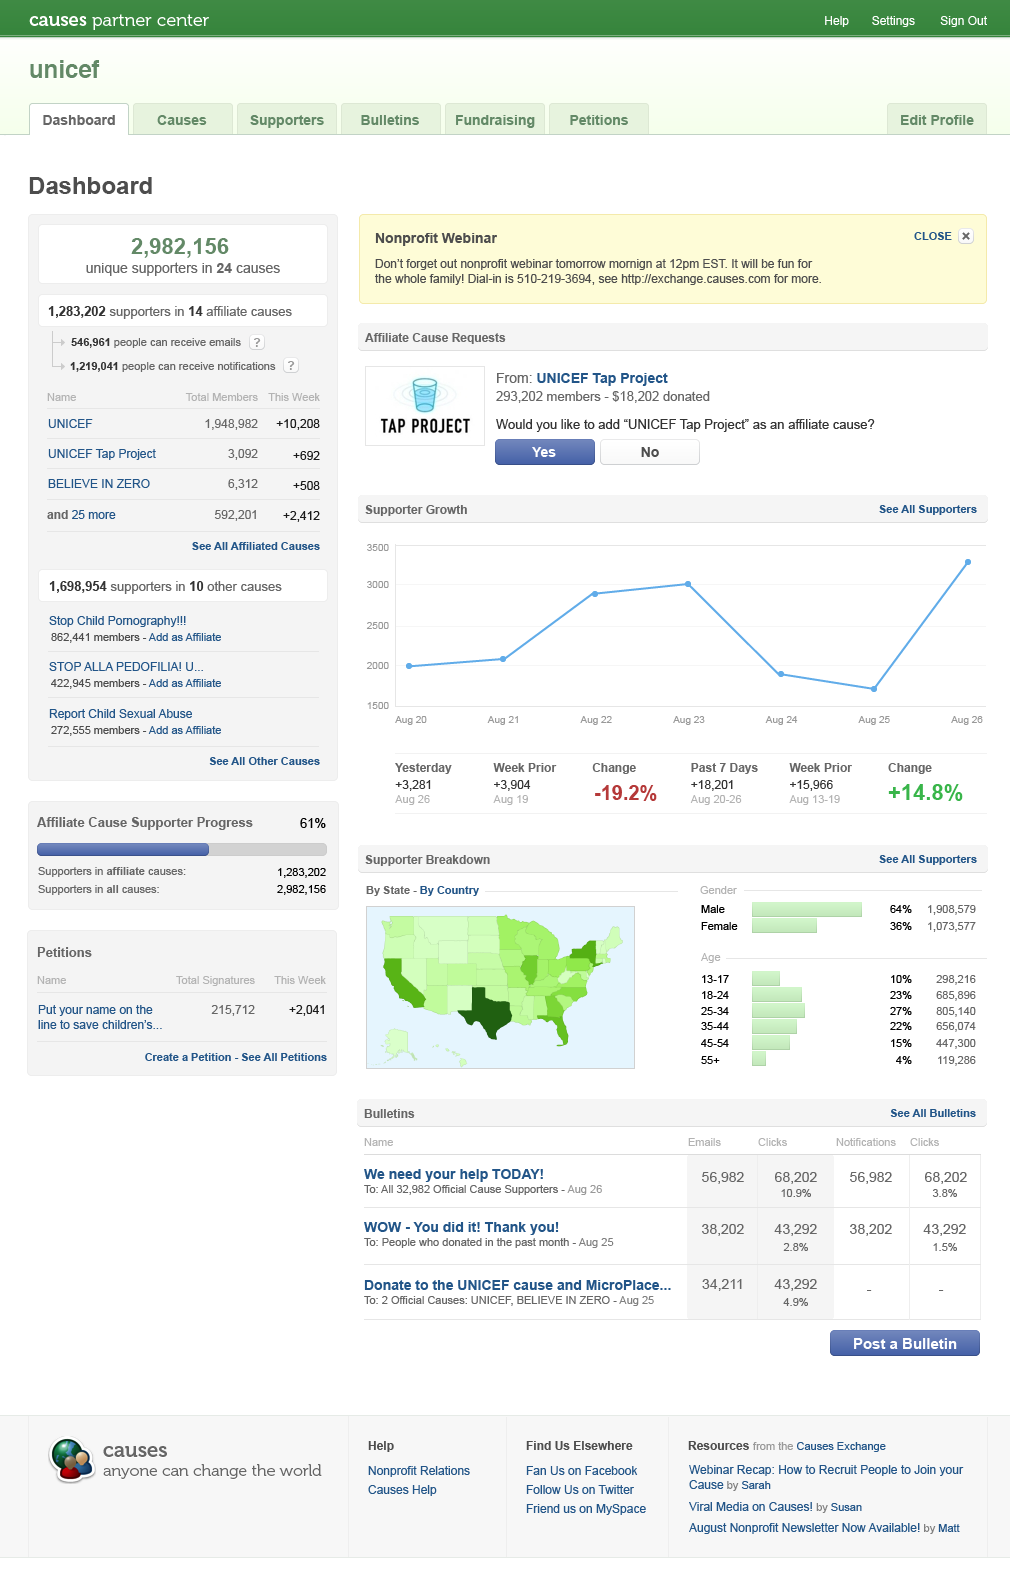 causes partner center
Help Settings Sign Out
unicef
Dashboard Causes Supporters Bulletins Fundraising Petitions Edit Profile
Dashboard
2,982,156
unique supporters in 24 causes
1,283,202 supporters in 14 affiliate causes
546,961 people can receive emails ?
1,219,041 people can receive notifications ?
Name Total Members This Week
UNICEF 1,948,982 +10,208
UNICEF Tap Project 3,092 +692
BELIEVE IN ZERO 6,312 +508
and 25 more 592,201 +2,412
See All Affiliated Causes
1,698,954 supporters in 10 other causes
Stop Child Pornography!!!
862,441 members - Add as Affiliate
STOP ALLA PEDOFILIA! U...
422,945 members - Add as Affiliate
Report Child Sexual Abuse
272,555 members - Add as Affiliate
See All Other Causes
Affiliate Cause Supporter Progress 61%
Supporters in affiliate causes: 1,283,202
Supporters in all causes: 2,982,156
Petitions
Name Total Signatures This Week
Put your name on the
line to save children's... 215,712 +2,041
Create a Petition - See All Petitions
Nonprofit Webinar CLOSE
Don't forget out nonprofit webinar tomorrow mornign at 12pm EST. It will be fun for
the whole family! Dial-in is 510-219-3694, see http://exchange.causes.com for more.
Affiliate Cause Requests
TAP PROJECT
From: UNICEF Tap Project
293,202 members - $18,202 donated
Would you like to add “UNICEF Tap Project” as an affiliate cause?
Yes No
Supporter Growth See All Supporters
3500
3000
2500
2000
1500
Aug 20 Aug 21 Aug 22 Aug 23 Aug 24 Aug 25 Aug 26
Yesterday Week Prior Change Past 7 Days Week Prior Change
+3,281 +3,904 -19.2% +18,201 +15,966 +14.8%
Aug 26 Aug 19 Aug 20-26 Aug 13-19
Supporter Breakdown See All Supporters
By State - By Country
Gender
Male 64% 1,908,579
Female 36% 1,073,577
Age
13-17 10% 298,216
18-24 23% 685,896
25-34 27% 805,140
35-44 22% 656,074
45-54 15% 447,300
55+ 4% 119,286
Bulletins See All Bulletins
Name Emails Clicks Notifications Clicks
We need your help TODAY! 56,982 68,202 56,982 68,202
To: All 32,982 Official Cause Supporters - Aug 26 10.9% 3.8%
WOW - You did it! Thank you! 38,202 43,292 38,202 43,292
To: People who donated in the past month - Aug 25 2.8% 1.5%
Donate to the UNICEF cause and MicroPlace... 34,211 43,292 - -
To: 2 Official Causes: UNICEF, BELIEVE IN ZERO - Aug 25 4.9%
Post a Bulletin
causes
anyone can change the world
Help
Nonprofit Relations
Causes Help
Find Us Elsewhere
Fan Us on Facebook
Follow Us on Twitter
Friend us on MySpace
Resources from the Causes Exchange
Webinar Recap: How to Recruit People to Join your
Cause by Sarah
Viral Media on Causes! by Susan
August Nonprofit Newsletter Now Available! by Matt